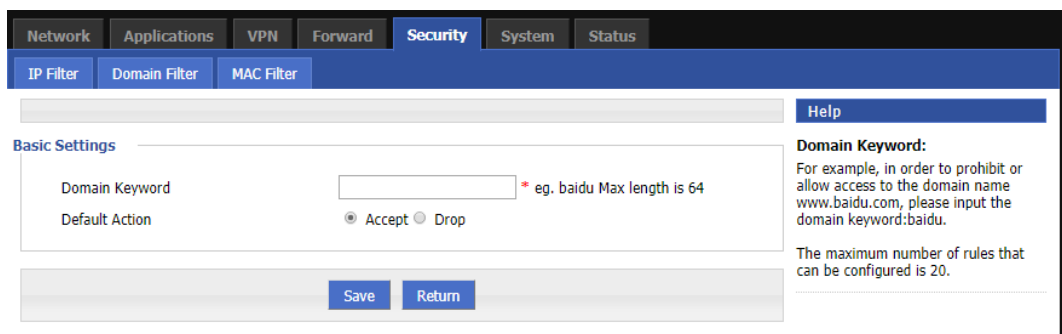 Network Applications VPN Forward Security System Status
IP Filter Domain Filter MAC Filter
Basic Settings
Domain Keyword * eg. baidu Max length is 64
Default Action Accept Drop
Save Return
Help
Domain Keyword:
For example, in order to prohibit or
allow access to the domain name
www.baidu.com, please input the
domain keyword:baidu.
The maximum number of rules that
can be configured is 20.